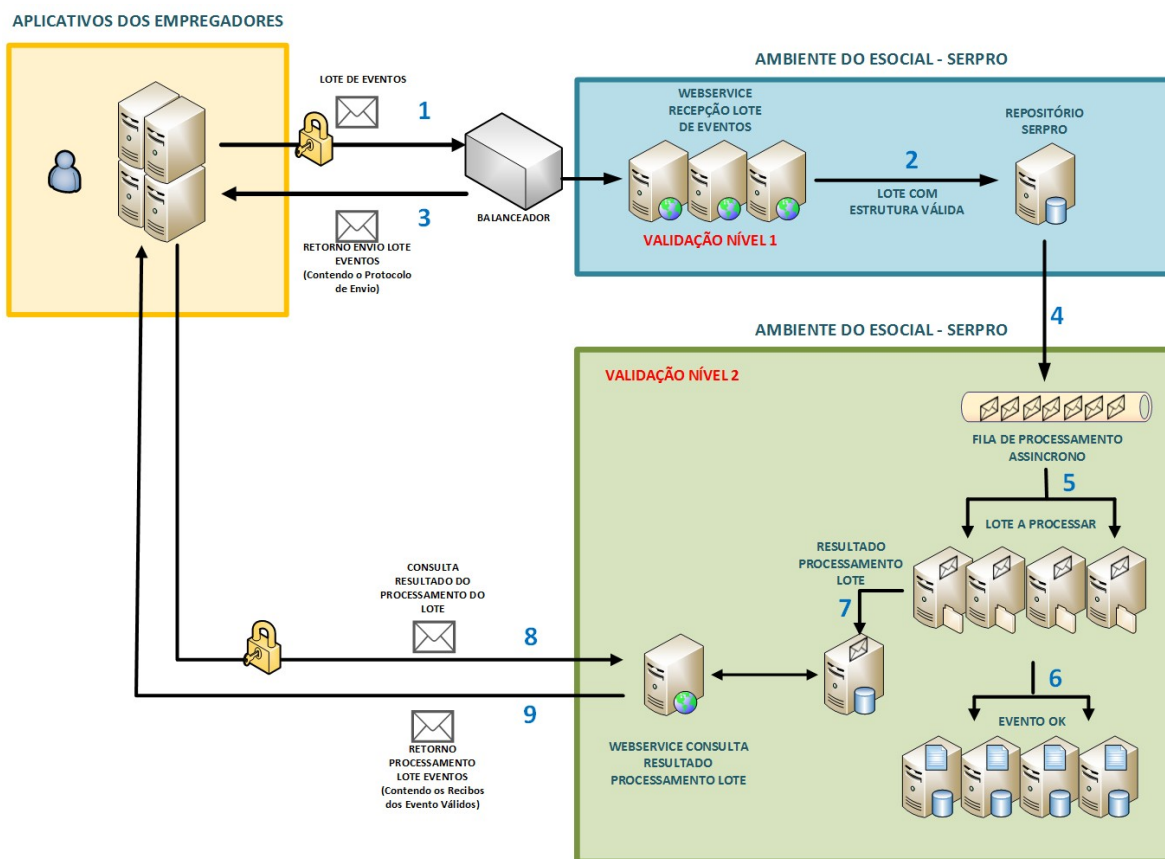 APLICATIVOS DOS EMPREGADORES
LOTE DE EVENTOS
1
3
RETORNO ENVIO LOTE
EVENTOS
(Contendo o Protocolo
de Envio)
BALANCEADOR
AMBIENTE DO ESOCIAL - SERPRO
WEBSERVICE
RECEPÇÃO LOTE
DE EVENTOS
VALIDAÇÃO NÍVEL 1
2
LOTE COM
ESTRUTURA VÁLIDA
REPOSITÓRIO
SERPRO
4
AMBIENTE DO ESOCIAL - SERPRO
VALIDAÇÃO NÍVEL 2
FILA DE PROCESSAMENTO
ASSINCRONO
5
LOTE A PROCESSAR
RESULTADO
PROCESSAMENTO
LOTE
7
6
EVENTO OK
CONSULTA
RESULTADO DO
PROCESSAMENTO DO
LOTE
8
9
RETORNO
PROCESSAMENTO
LOTE EVENTOS
(Contendo os Recibos
dos Evento Válidos)
WEBSERVICE CONSULTA
RESULTADO
PROCESSAMENTO LOTE